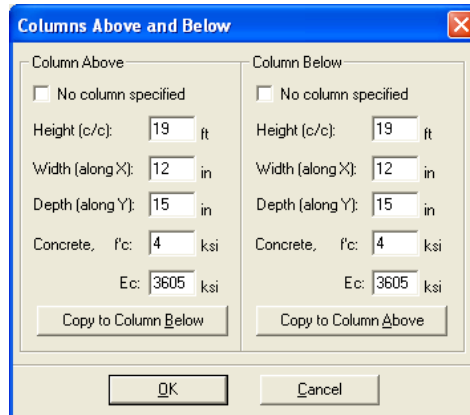 Columns Above and Below
Column Above
No column specified
Height (c/c): 19 ft
Width (along X): 12 in
Depth (along Y): 15 in
Concrete, f'c: 4 ksi
Ec: 3605 ksi
Copy to Column Below
Column Below
No column specified
Height (c/c): 19 ft
Width (along X): 12 in
Depth (along Y): 15 in
Concrete, f'c: 4 ksi
Ec: 3605 ksi
Copy to Column Above
OK
Cancel